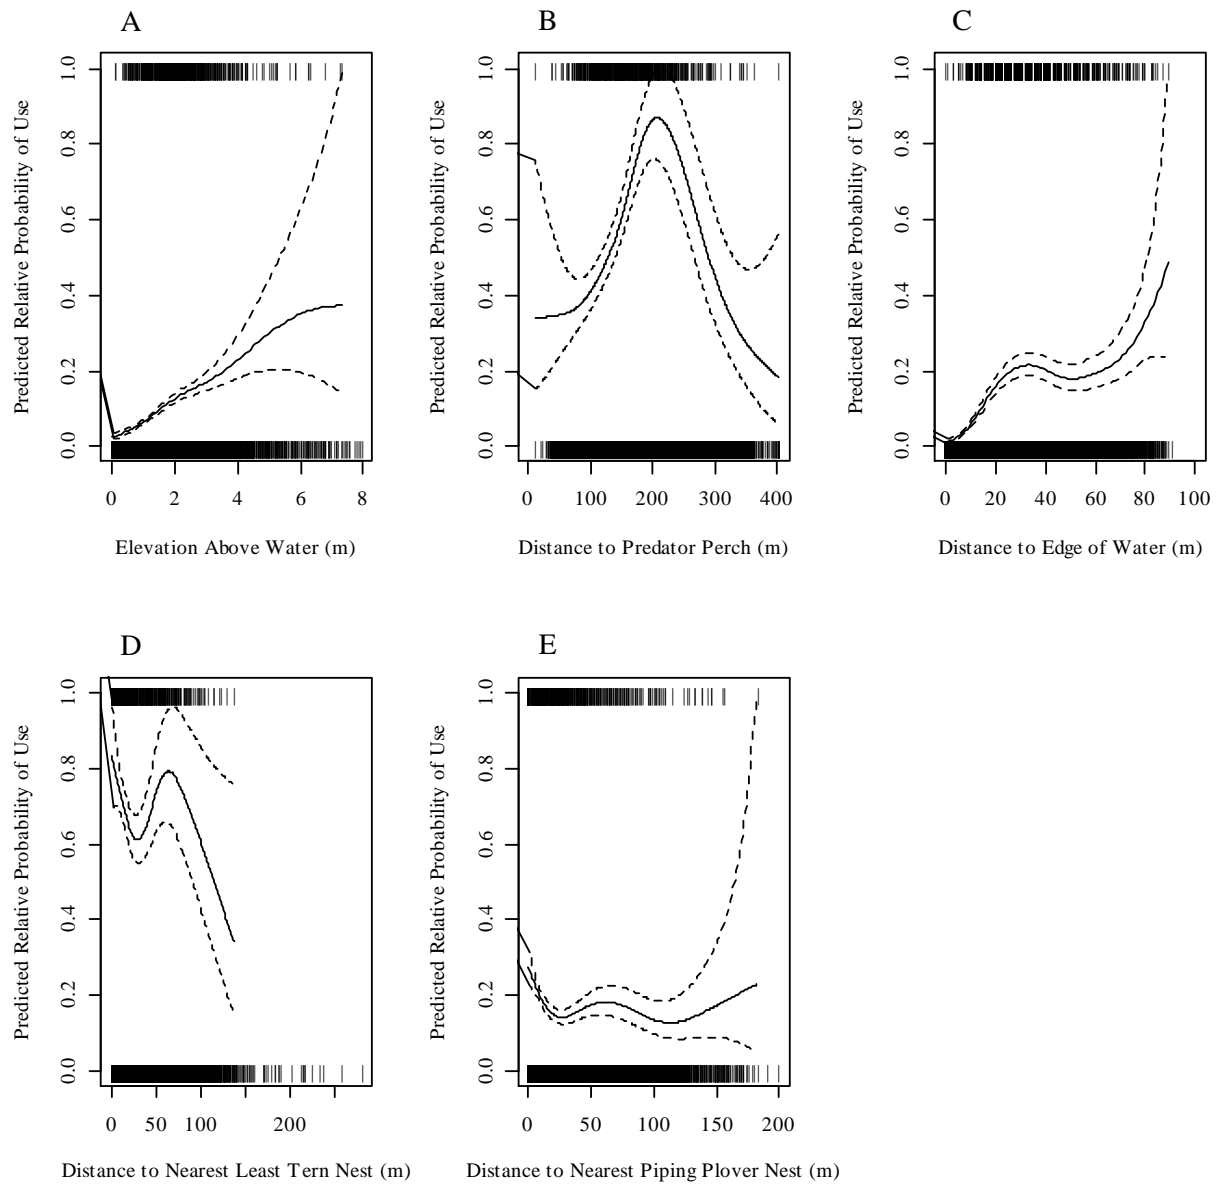 A
B
C
Predicted Relative Probability of Use
0.0 0.2 0.4 0.6 0.8 1.0
0 2 4 6 8
Elevation Above Water (m)
Predicted Relative Probability of Use
0.0 0.2 0.4 0.6 0.8 1.0
0 100 200 300 400
Distance to Predator Perch (m)
Predicted Relative Probability of Use
0.0 0.2 0.4 0.6 0.8 1.0
0 20 40 60 80 100
Distance to Edge of Water (m)
D
E
Predicted Relative Probability of Use
0.0 0.2 0.4 0.6 0.8 1.0
0 50 100 200
Distance to Nearest Least Tern Nest (m)
Predicted Relative Probability of Use
0.0 0.2 0.4 0.6 0.8 1.0
0 50 100 150 200
Distance to Nearest Piping Plover Nest (m)